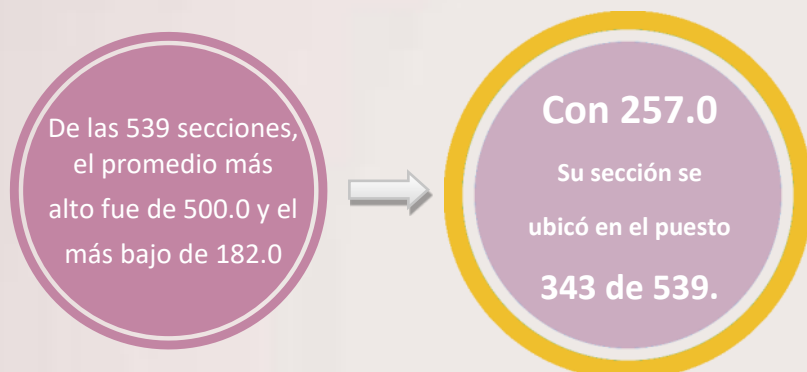 De las 539 secciones,
el promedio más
alto fue de 500.0 y el
más bajo de 182.0
Con 257.0
Su sección se
ubicó en el puesto
343 de 539.